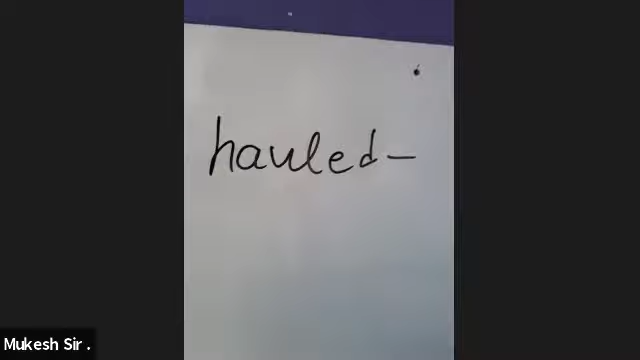 hauled –
Mukesh Sir .